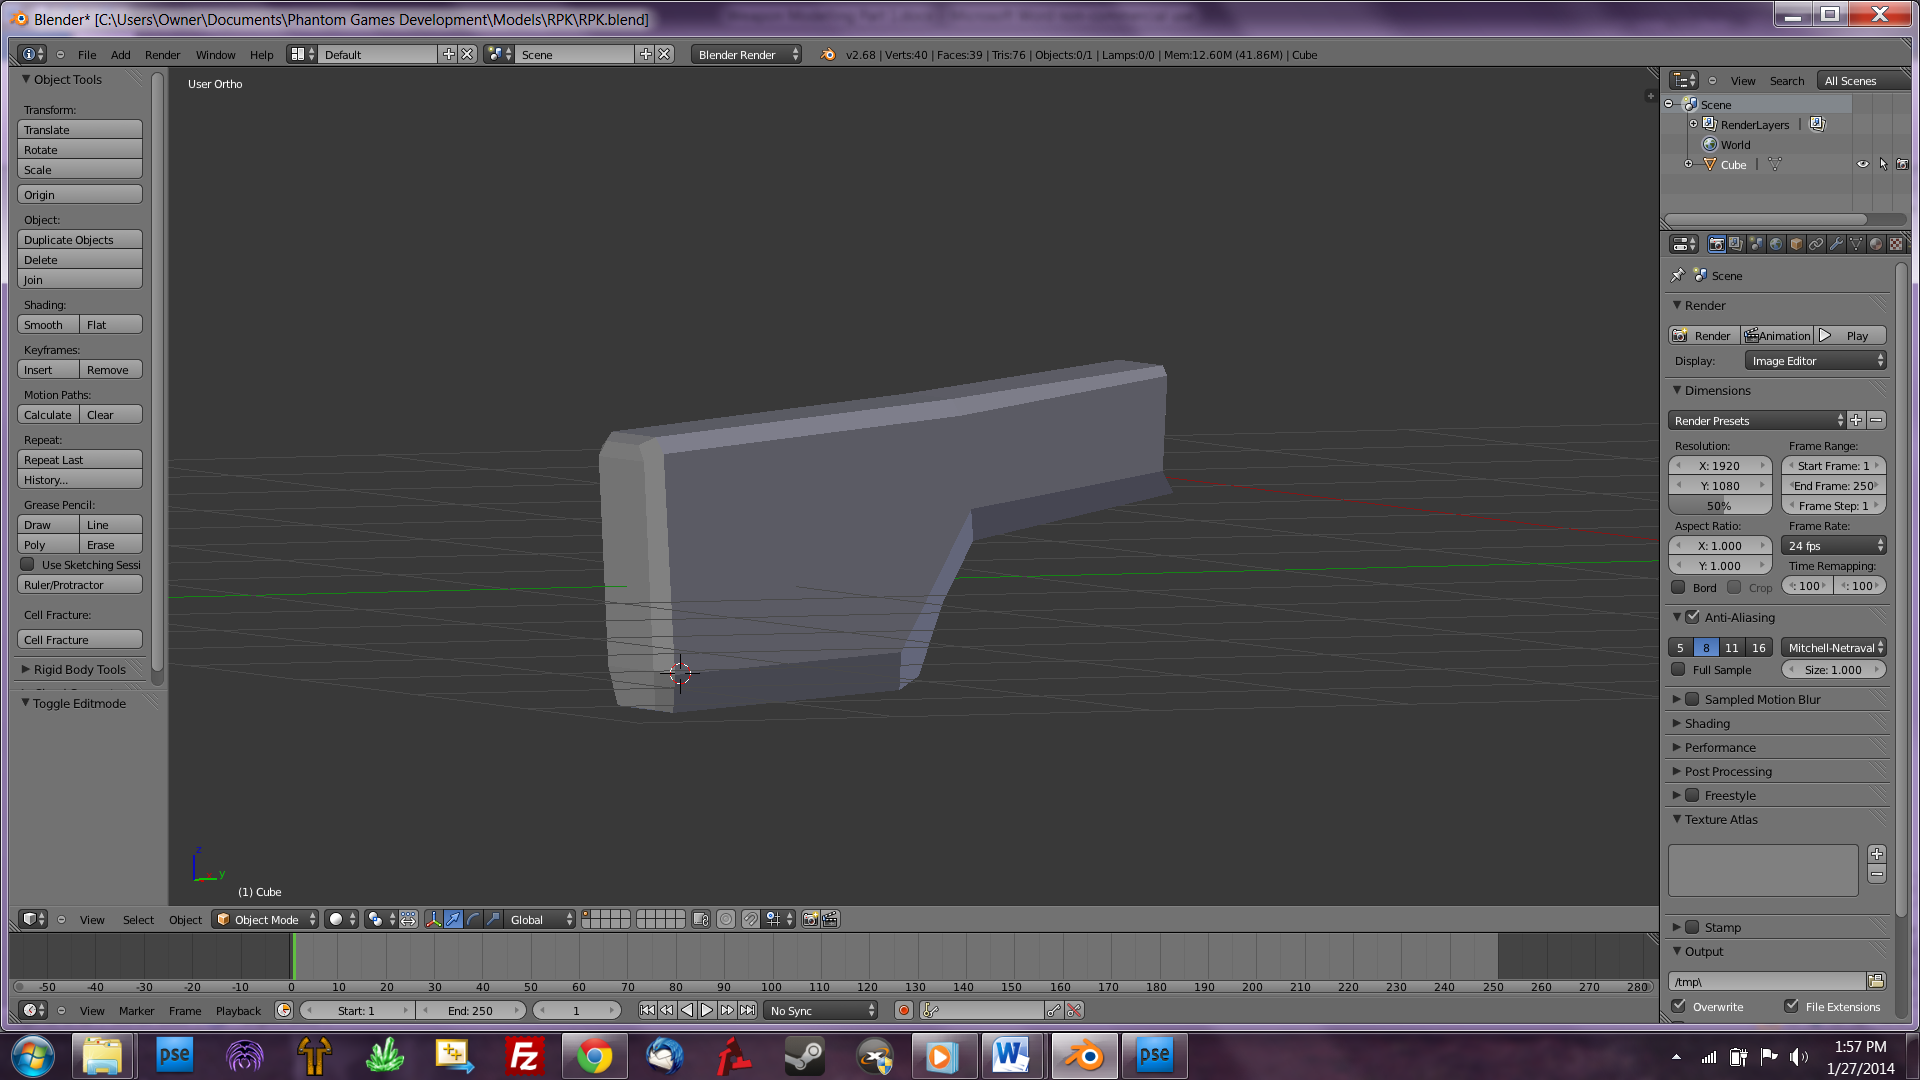 Blender* [C:\Users\Owner\Documents\Phantom Games Development\Models\RPK\RPK.blend]
File Add Render Window Help Default Scene Blender Render v2.68 | Verts:40 | Faces:39 | Tris:76 | Objects:0/1 | Lamps:0/0 | Mem:12.60M (41.86M) | Cube
Object Tools
Transform:
Translate
Rotate
Scale
Origin
Object:
Duplicate Objects
Delete
Join
Shading:
Smooth Flat
Keyframes:
Insert Remove
Motion Paths:
Calculate Clear
Repeat:
Repeat Last
History...
Grease Pencil:
Draw Line
Poly Erase
Use Sketching Sessi
Ruler/Protractor
Cell Fracture:
Cell Fracture
Rigid Body Tools
Toggle Editmode
User Ortho
z
y
(1) Cube
View Search All Scenes
Scene
RenderLayers |
World
Cube |
Scene
Render
Render Animation Play
Display: Image Editor
Dimensions
Render Presets
Resolution: Frame Range:
X: 1920 Start Frame: 1
Y: 1080 End Frame: 250
50% Frame Step: 1
Aspect Ratio: Frame Rate:
X: 1.000 24 fps
Y: 1.000 Time Remapping:
Bord Crop : 100 : 100
Anti-Aliasing
5 8 11 16 Mitchell-Netraval
Full Sample Size: 1.000
Sampled Motion Blur
Shading
Performance
Post Processing
Freestyle
Texture Atlas
Stamp
Output
/tmp\
Overwrite File Extensions
View Select Object Object Mode Global
-50 -40 -30 -20 -10 0 10 20 30 40 50 60 70 80 90 100 110 120 130 140 150 160 170 180 190 200 210 220 230 240 250 260 270 280
View Marker Frame Playback Start: 1 End: 250 1 No Sync
pse Fz W pse
1:57 PM
1/27/2014